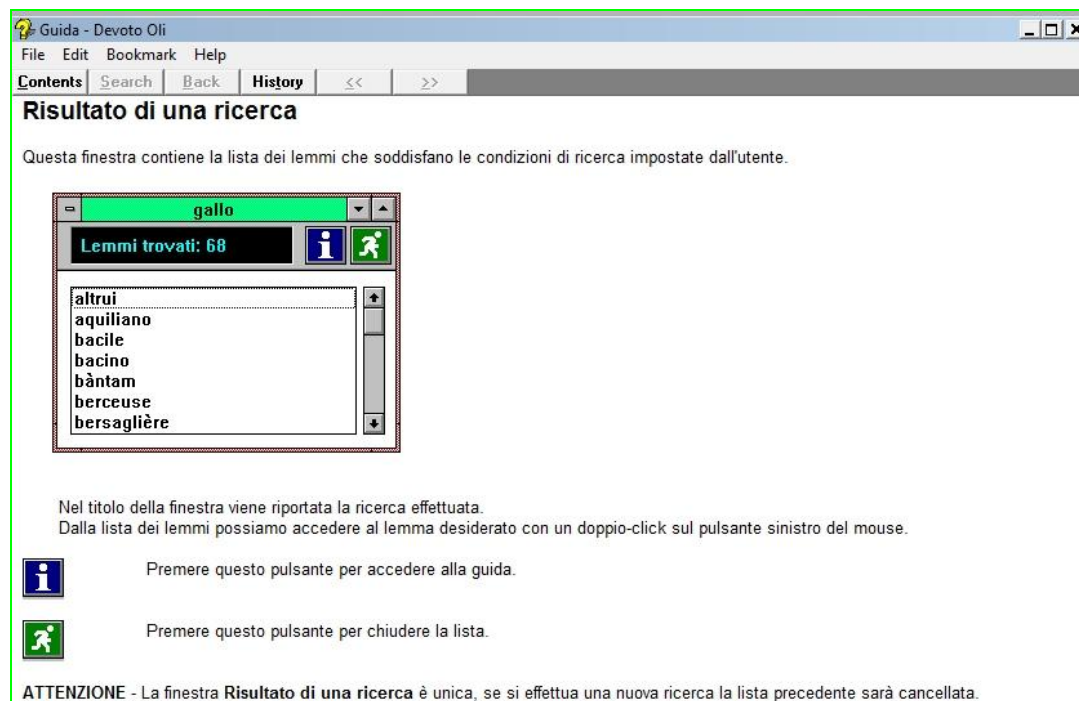 Guida - Devoto Oli
File Edit Bookmark Help
Contents Search Back History << >>
Risultato di una ricerca
Questa finestra contiene la lista dei lemmi che soddisfano le condizioni di ricerca impostate dall'utente.
gallo
Lemmi trovati: 68
altrui
aquiliano
bacile
bacino
bàntam
berceuse
bersaglière
Nel titolo della finestra viene riportata la ricerca effettuata.
Dalla lista dei lemmi possiamo accedere al lemma desiderato con un doppio-click sul pulsante sinistro del mouse.
Premere questo pulsante per accedere alla guida.
Premere questo pulsante per chiudere la lista.
ATTENZIONE - La finestra Risultato di una ricerca è unica, se si effettua una nuova ricerca la lista precedente sarà cancellata.